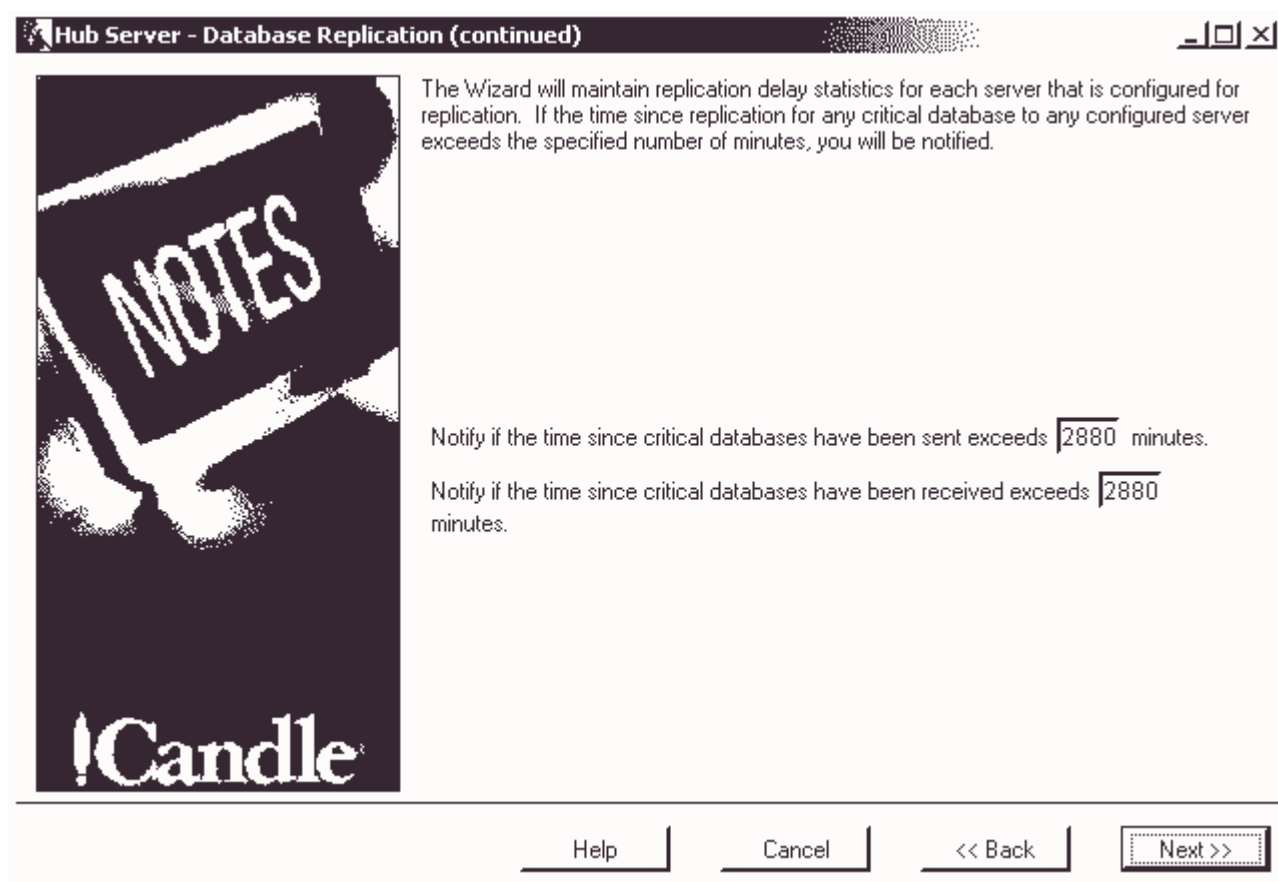 Hub Server - Database Replication (continued)
The Wizard will maintain replication delay statistics for each server that is configured for
replication. If the time since replication for any critical database to any configured server
exceeds the specified number of minutes, you will be notified.
NOTES
Notify if the time since critical databases have been sent exceeds 2880 minutes.
Notify if the time since critical databases have been received exceeds 2880
minutes.
Candle
Help
Cancel
<< Back
Next >>